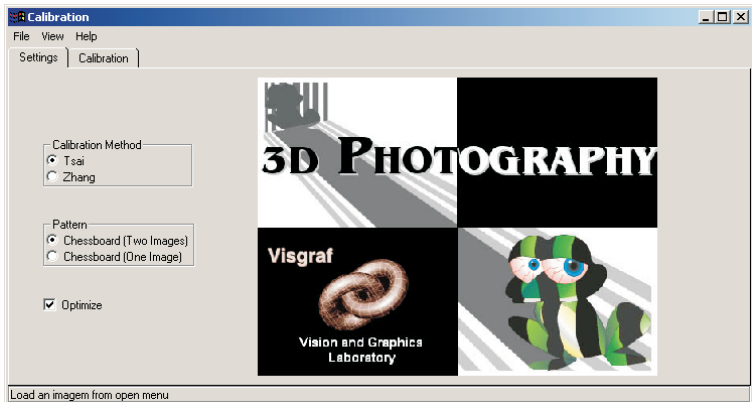 Calibration
File View Help
Settings Calibration
Calibration Method
Tsai
Zhang
Pattern
Chessboard (Two Images)
Chessboard (One Image)
Optimize
3D PHOTOGRAPHY
Visgraf
Vision and Graphics
Laboratory
Load an imagem from open menu